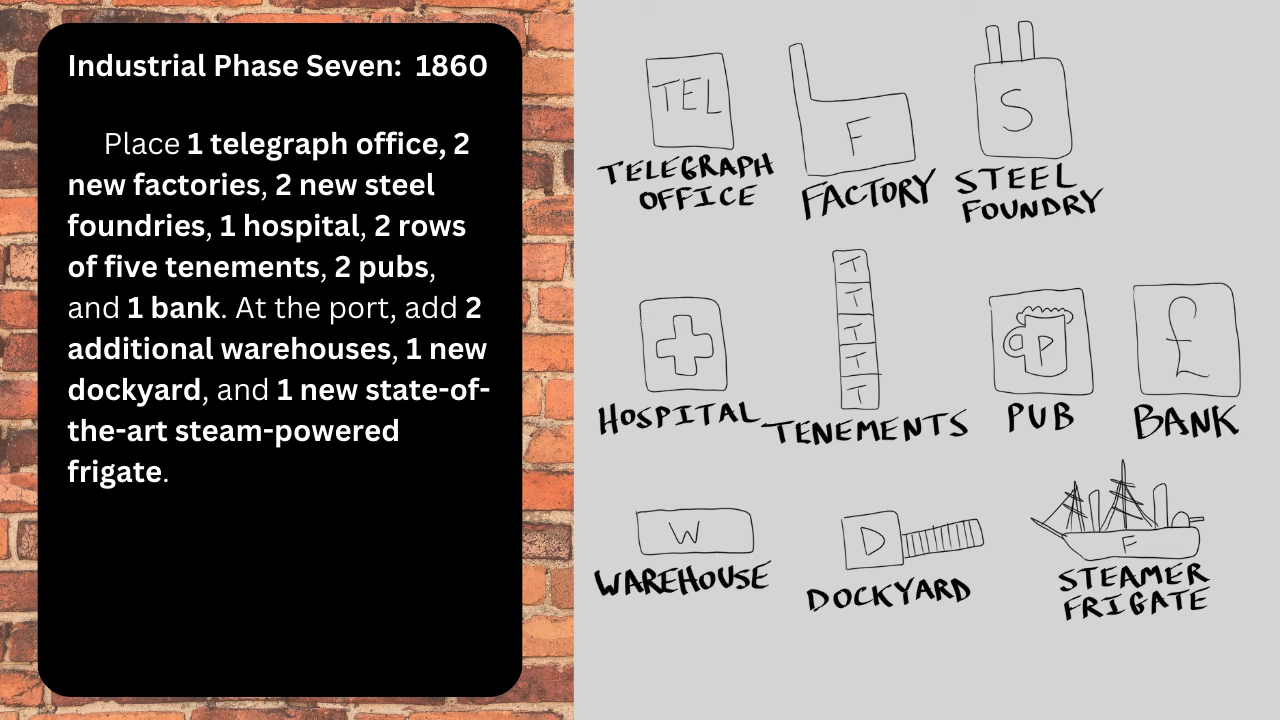 Industrial Phase Seven:  1860
Place 1 telegraph office, 2
new factories, 2 new steel
foundries, 1 hospital, 2 rows
of five tenements, 2 pubs,
and 1 bank. At the port, add 2
additional warehouses, 1 new
dockyard, and 1 new state-of-
the-art steam-powered
frigate.
TEL
TELEGRAPH
OFFICE
F
FACTORY
S
STEEL
FOUNDRY
HOSPITAL
T
T
T
T
T
TENEMENTS
P
PUB
£
BANK
W
WAREHOUSE
D
DOCKYARD
F
STEAMER
FRIGATE